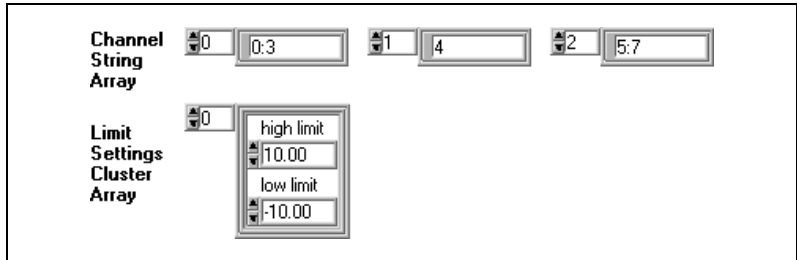 Channel String Array
0 0:3 1 4 2 5:7
Limit Settings Cluster Array
0
high limit
10.00
low limit
-10.00